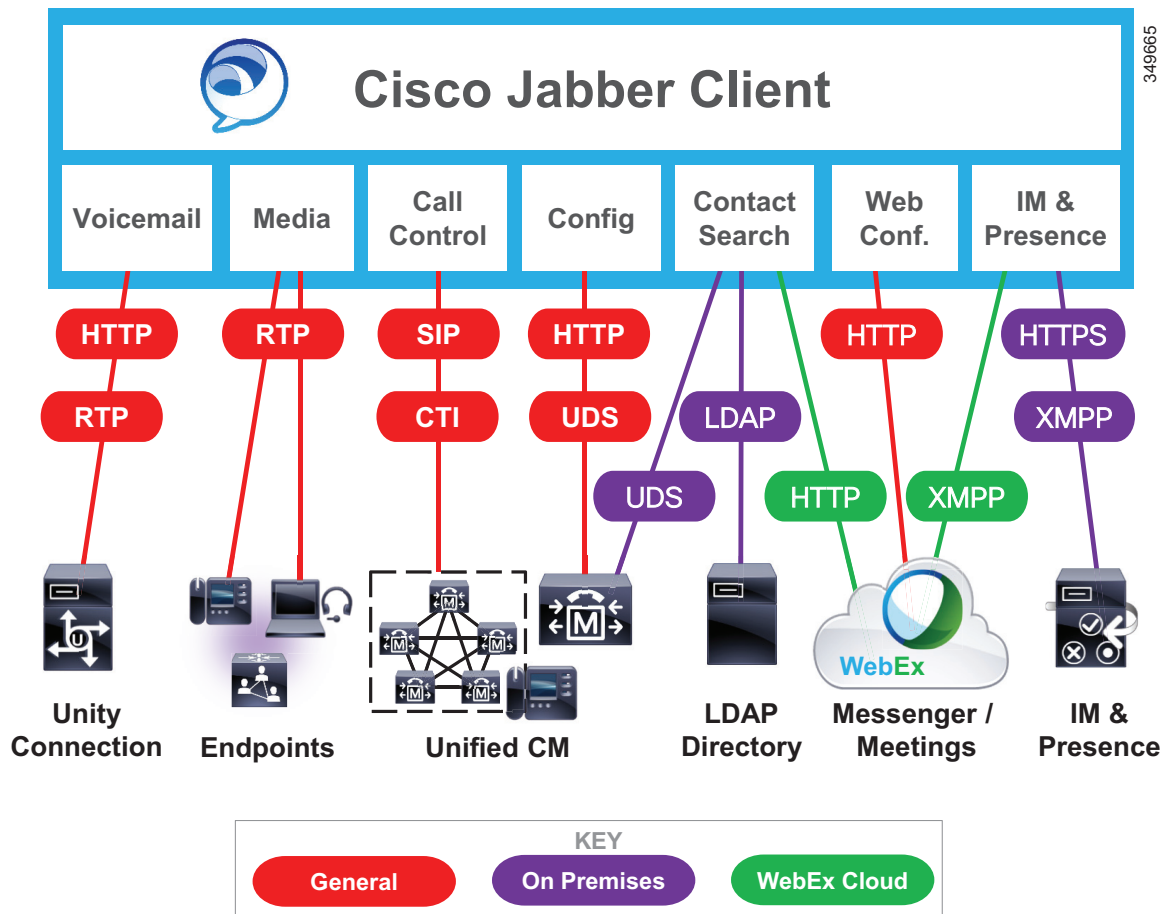 349665
Cisco Jabber Client
Voicemail
Media
Call
Control
Config
Contact
Search
Web
Conf.
IM &
Presence
HTTP
RTP
SIP
HTTP
HTTP
HTTPS
RTP
CTI
UDS
LDAP
XMPP
UDS
HTTP
XMPP
U
M
M
M
M
M
M
WebEx
Unity
Connection
Endpoints
Unified CM
LDAP
Directory
Messenger /
Meetings
IM &
Presence
KEY
General
On Premises
WebEx Cloud